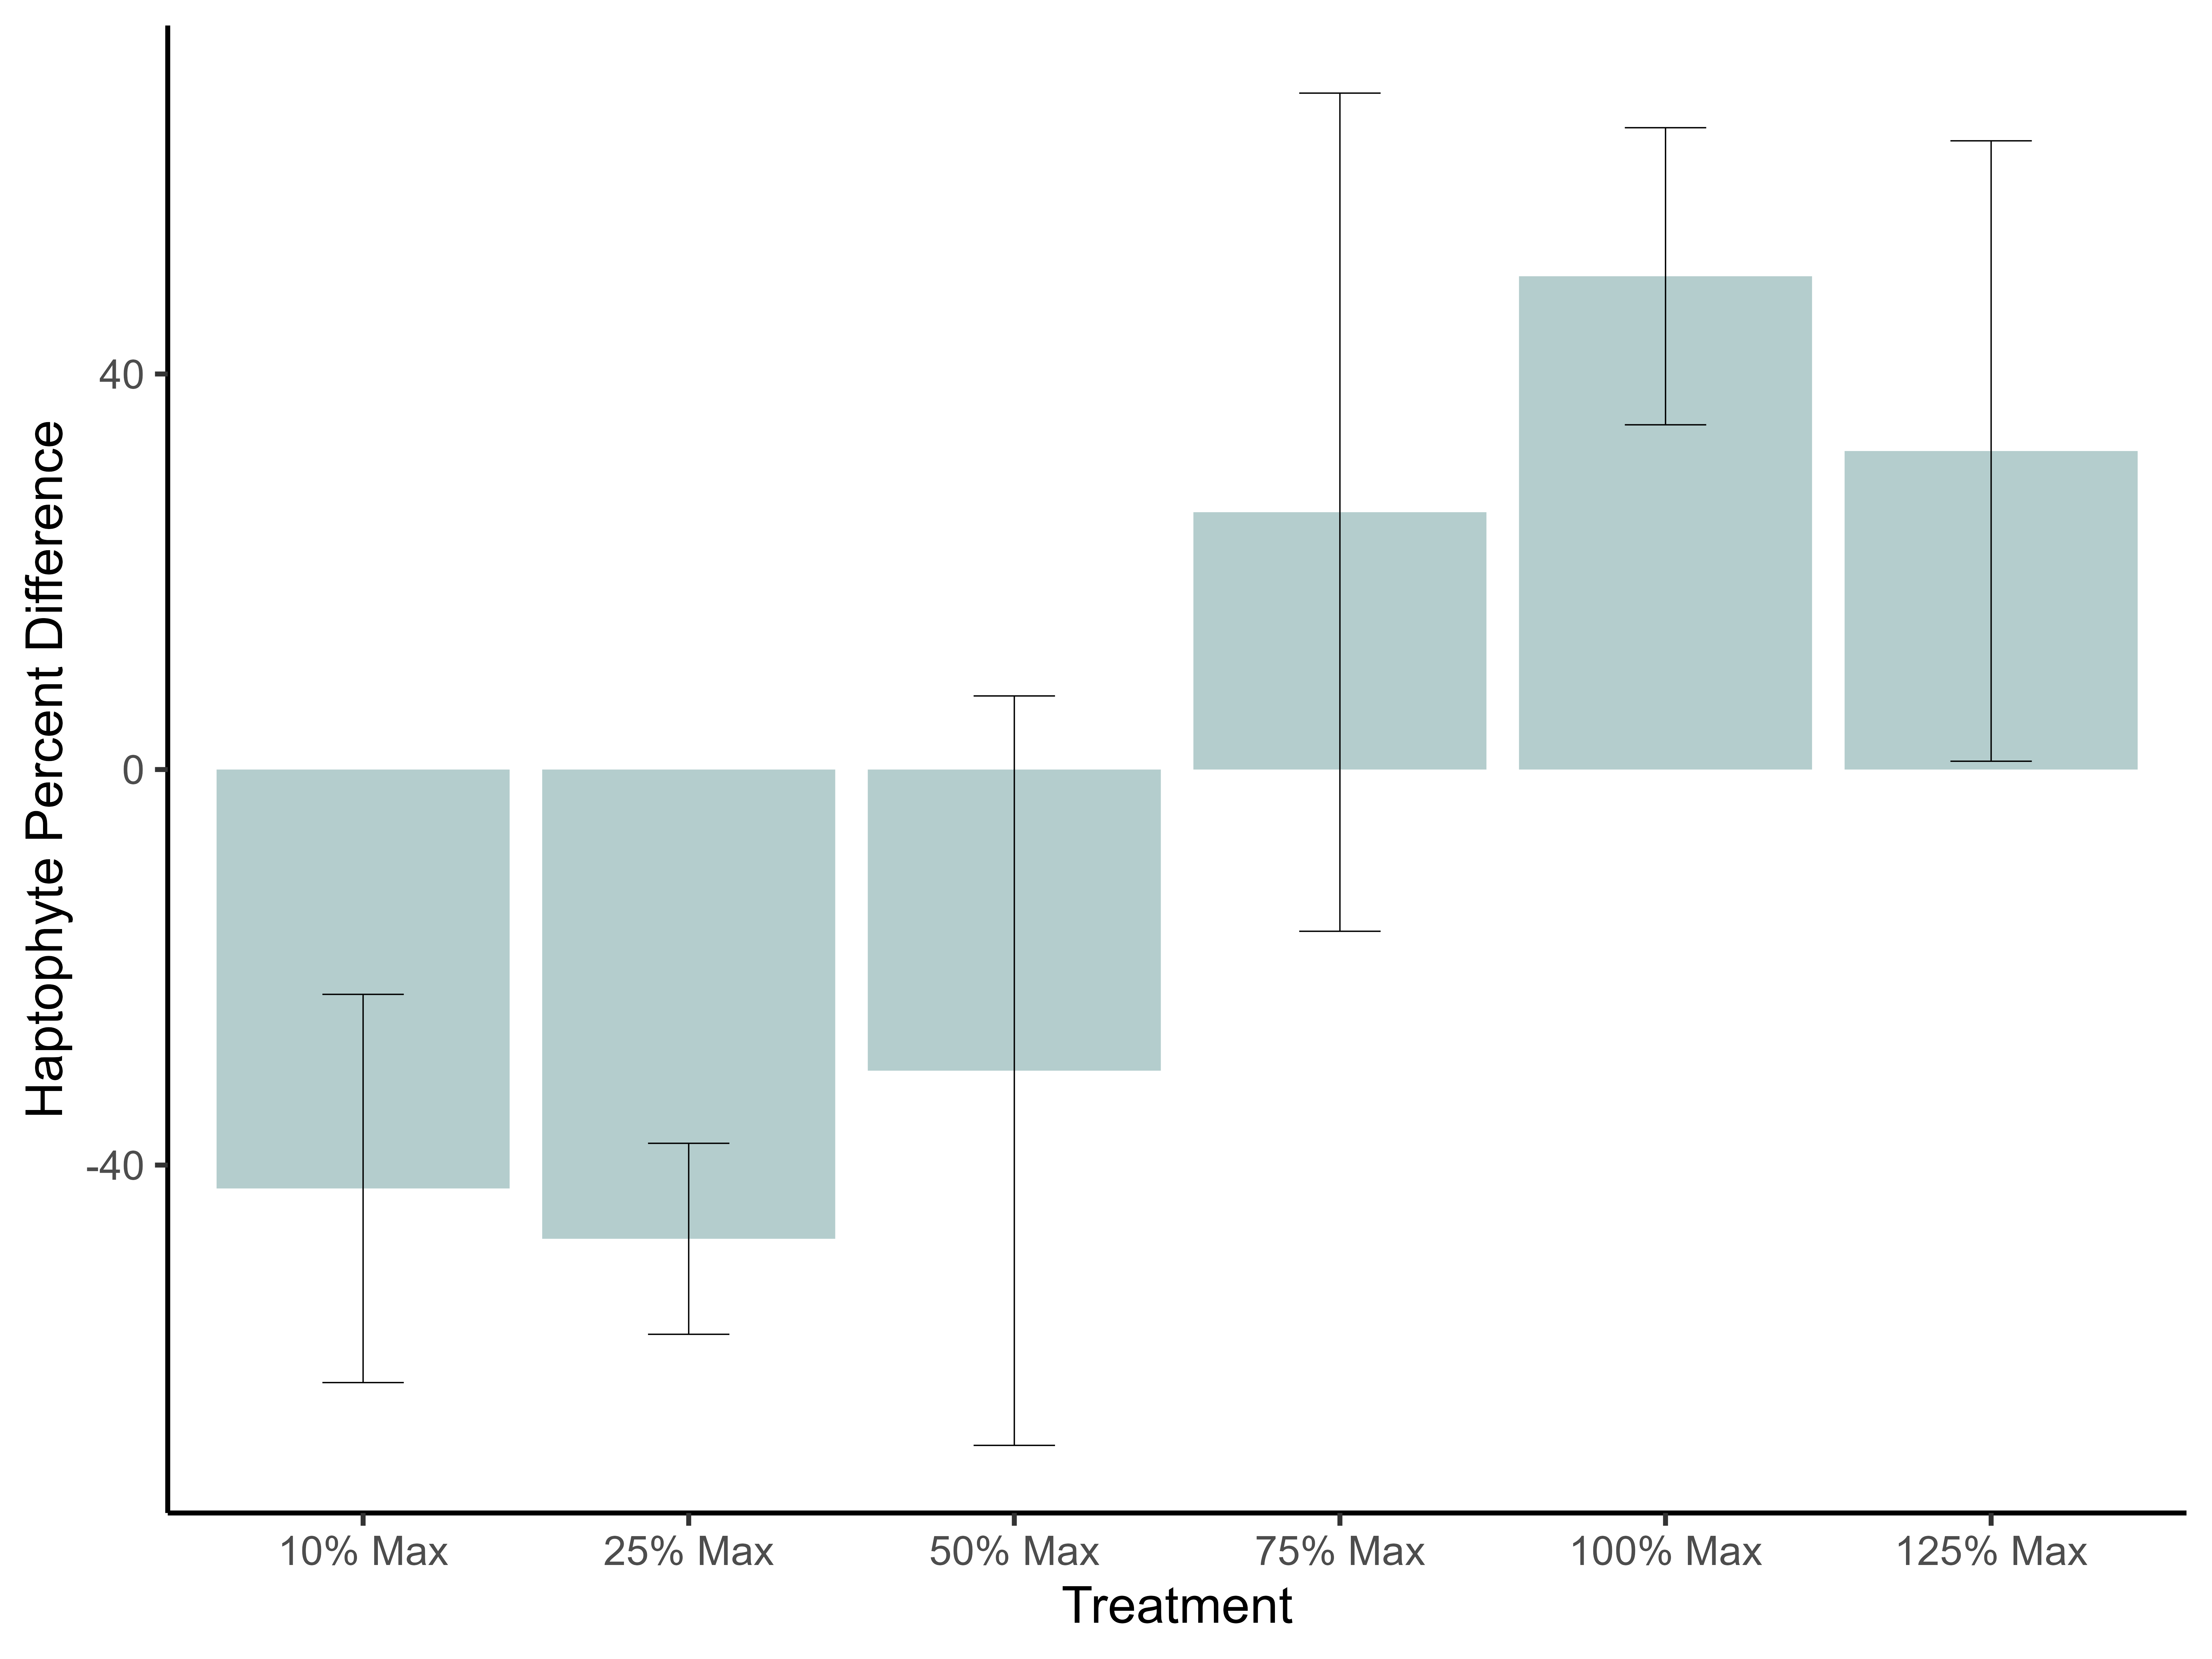 Haptophyte Percent Difference
40
0
-40
10% Max
25% Max
50% Max
75% Max
100% Max
125% Max
Treatment